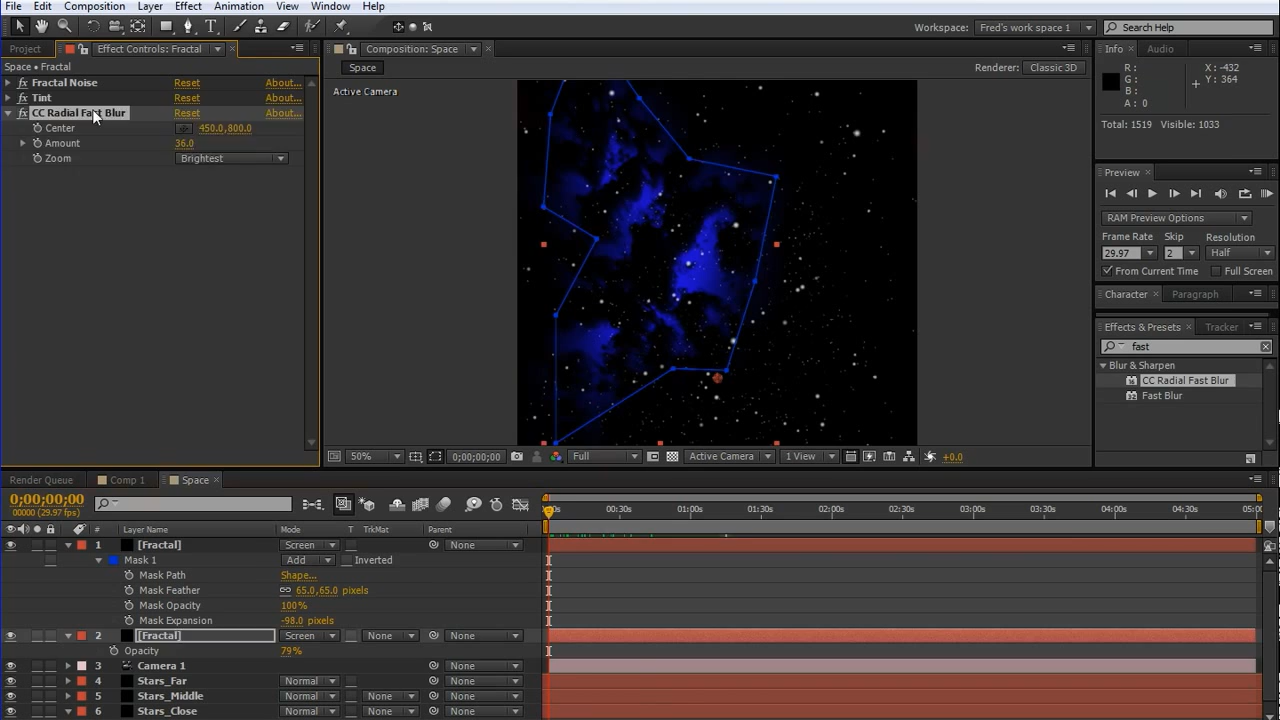 File Edit Composition Layer Effect Animation View Window Help
Workspace: Fred's work space 1 Search Help
Project Effect Controls: Fractal
Composition: Space
Info Audio
Space • Fractal
Space
Renderer: Classic 3D
R: X: -432
G: Y: 364
B:
A: 0
Fractal Noise Reset About...
Active Camera
Tint Reset About...
CC Radial Fast Blur Reset About...
Center 450.0,800.0
Total: 1519 Visible: 1033
Amount 36.0
Zoom Brightest
Preview
RAM Preview Options
Frame Rate Skip Resolution
29.97 2 Half
From Current Time Full Screen
Character Paragraph
Effects & Presets Tracker
fast
Blur & Sharpen
CC Radial Fast Blur
Fast Blur
50% 0;00;00;00 Full Active Camera 1 View +0.0
Render Queue Comp 1 Space
0;00;00;00
00000 (29.97 fps)
:00s 00:30s 01:00s 01:30s 02:00s 02:30s 03:00s 03:30s 04:00s 04:30s 05:00
# Layer Name Mode T TrkMat Parent
1 [Fractal] Screen None
Mask 1 Add Inverted
Mask Path Shape...
Mask Feather 65.0,65.0 pixels
Mask Opacity 100%
Mask Expansion -98.0 pixels
2 [Fractal] Screen None None
Opacity 79%
3 Camera 1 None
4 Stars_Far Normal None
5 Stars_Middle Normal None None
6 Stars_Close Normal None None